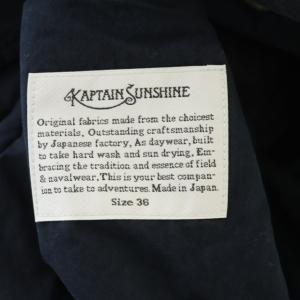 KAPTAIN SUNSHINE
Original fabrics made from the choicest
materials. Outstanding craftsmanship
by Japanese factory. As daywear, built
to take hard wash and sun drying. Em-
bracing the tradition and essence of field
& navalwear. This is your best compan-
ion to take to adventures. Made in Japan.
Size 36